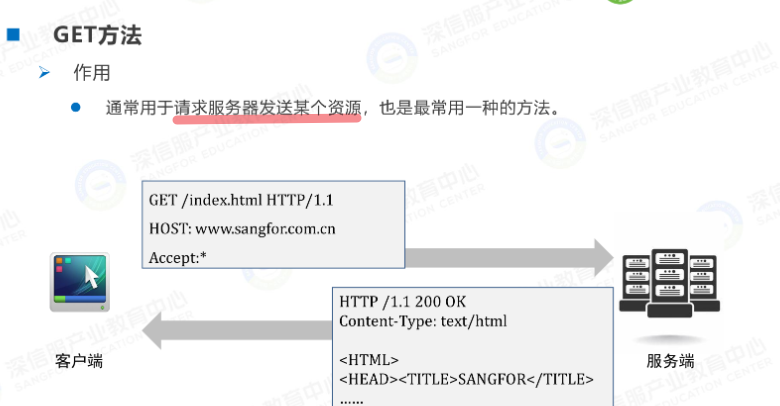 GET方法
作用
通常用于请求服务器发送某个资源，也是最常用一种的方法。
GET /index.html HTTP/1.1
HOST: www.sangfor.com.cn
Accept:*
HTTP /1.1 200 OK
Content-Type: text/html
<HTML>
<HEAD><TITLE>SANGFOR</TITLE>
……
客户端
服务端
深信服产业教育中心
SANGFOR EDUCATION CENTER